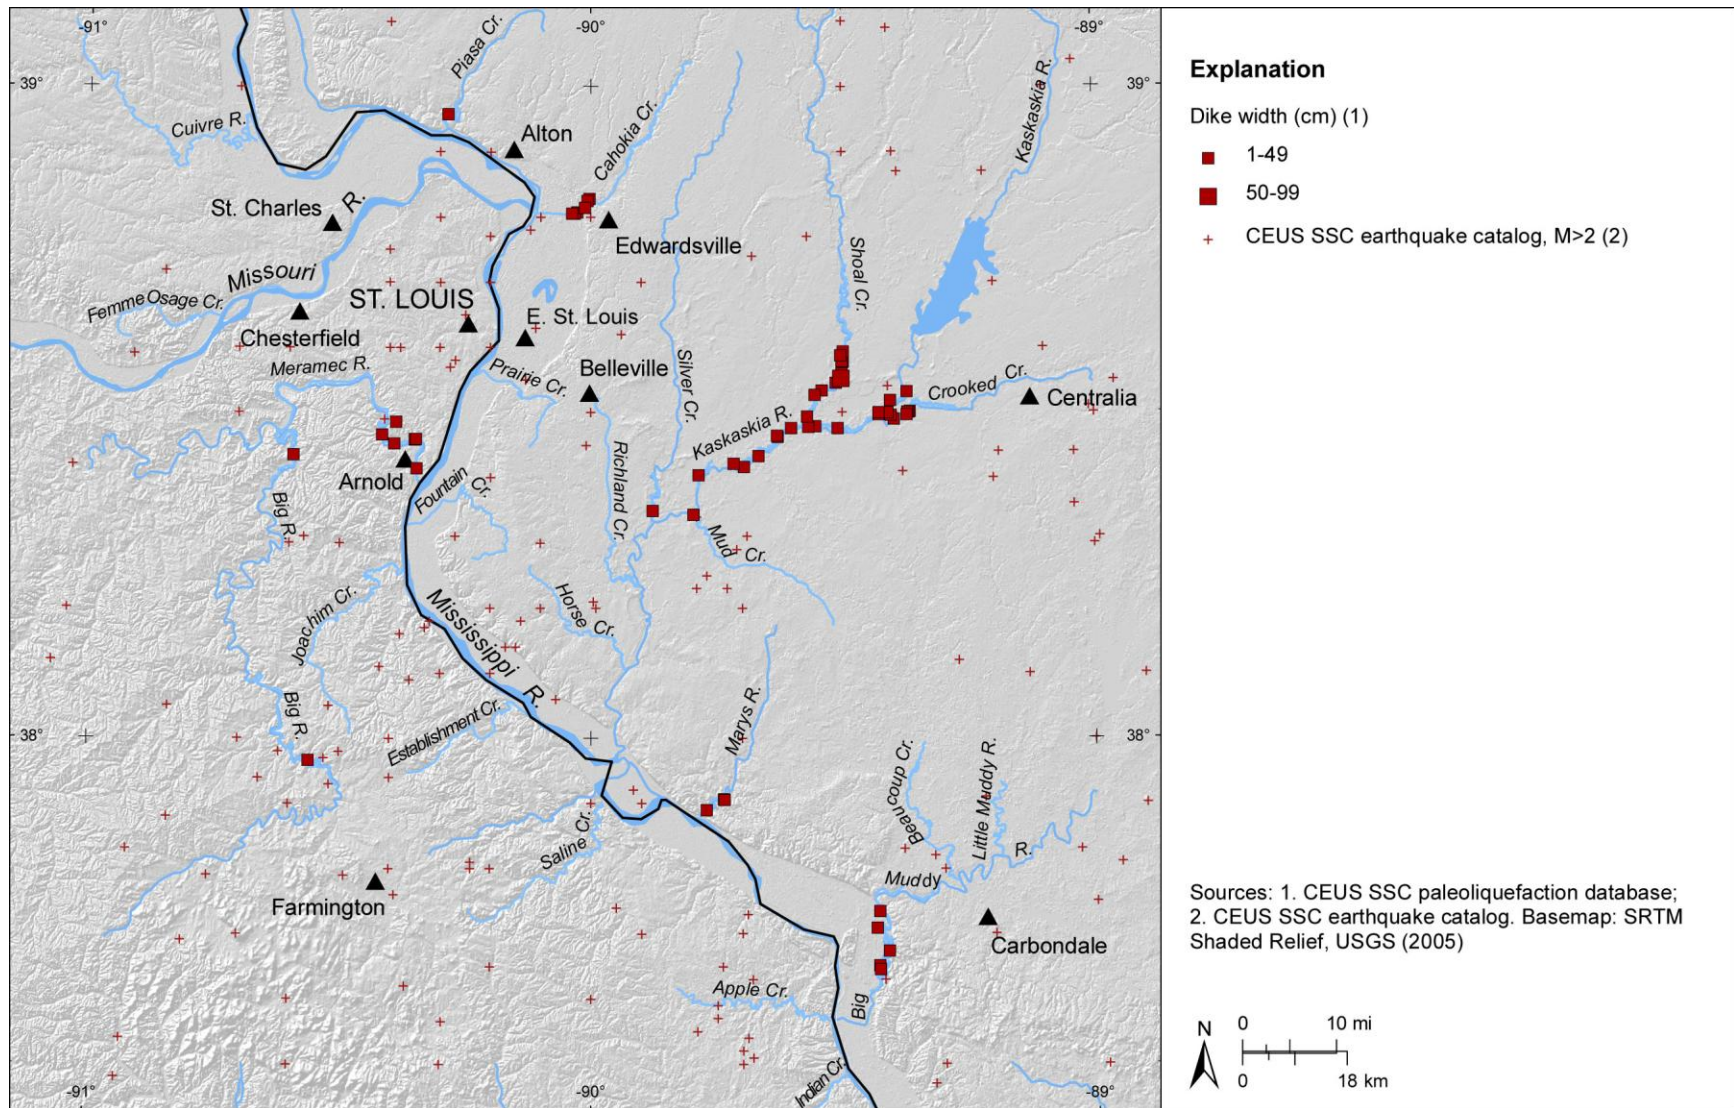 -91°
-90°
-89°
39°
39°
Piasa Cr.
Kaskaskia R.
Cuivre R.
Alton
Cahokia Cr.
St. Charles
R.
Edwardsville
Missouri
Shoal Cr.
Femme Osage Cr.
ST. LOUIS
E. St. Louis
Chesterfield
Meramec R.
Prairie Cr.
Belleville
Silver Cr.
Crooked Cr.
Centralia
Kaskaskia R.
Arnold
Fountain Cr.
Richland Cr.
Big R.
Mud Cr.
Joachim Cr.
Horse Cr.
Mississippi R.
Big R.
Establishment Cr.
Marys R.
38°
38°
Beaucoup Cr.
Little Muddy R.
Saline Cr.
R.
Muddy
Farmington
Carbondale
Apple Cr.
Big
Indian Cr.
-91°
-90°
-89°
Explanation
Dike width (cm) (1)
1-49
50-99
CEUS SSC earthquake catalog, M>2 (2)
Sources: 1. CEUS SSC paleoliquefaction database;
2. CEUS SSC earthquake catalog. Basemap: SRTM
Shaded Relief, USGS (2005)
N
0 10 mi
0 18 km